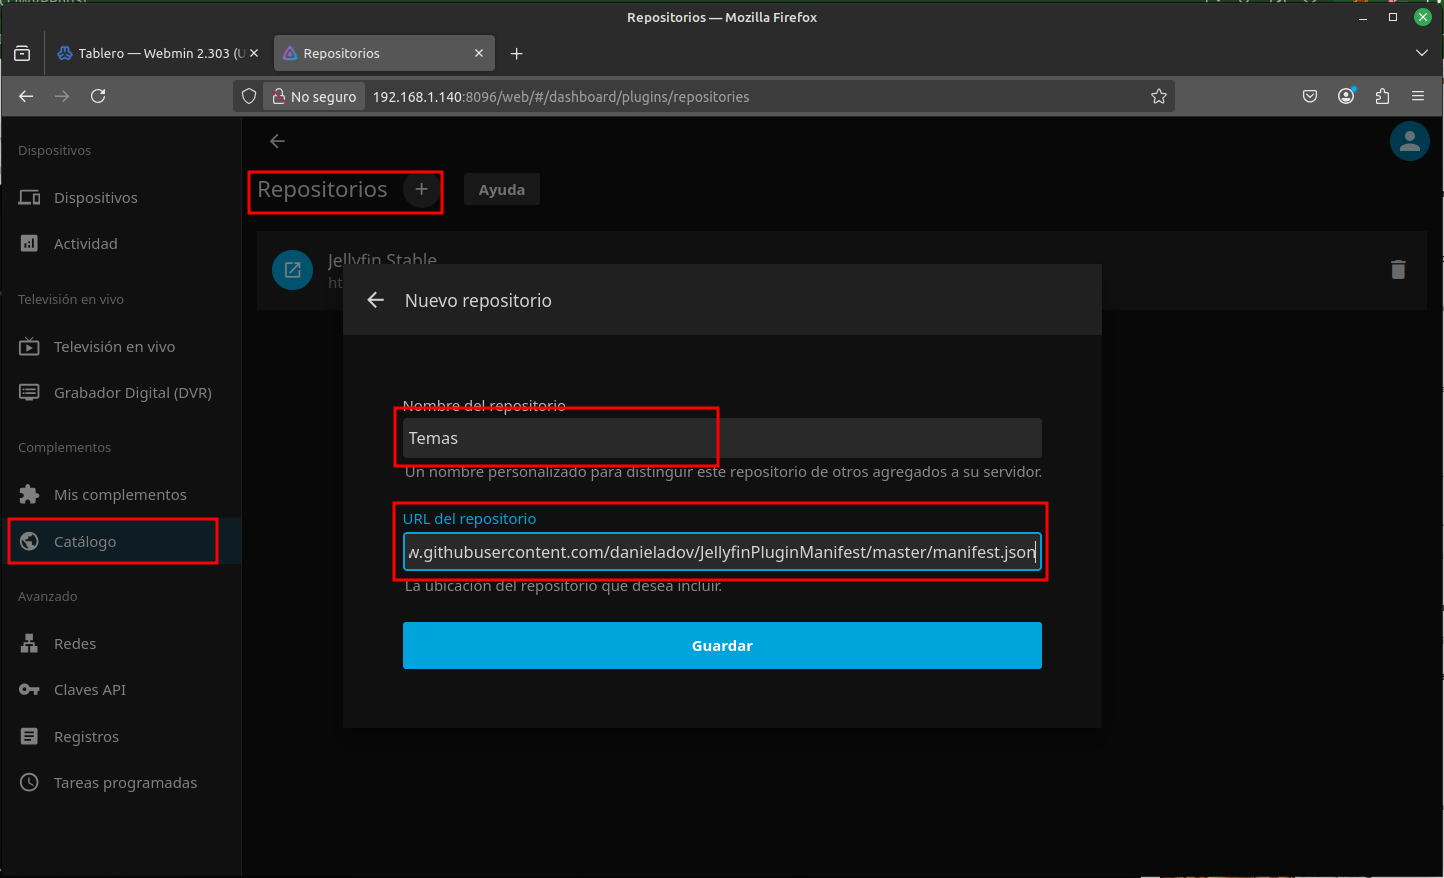 Repositorios — Mozilla Firefox
Tablero — Webmin 2.303 (U
Repositorios
No seguro
192.168.1.140:8096/web/#/dashboard/plugins/repositories
Dispositivos
Dispositivos
Actividad
Televisión en vivo
Televisión en vivo
Grabador Digital (DVR)
Complementos
Mis complementos
Catálogo
Avanzado
Redes
Claves API
Registros
Tareas programadas
Repositorios
Ayuda
Jellyfin Stable
ht
Nuevo repositorio
Nombre del repositorio
Temas
Un nombre personalizado para distinguir este repositorio de otros agregados a su servidor.
URL del repositorio
w.githubusercontent.com/danieladov/JellyfinPluginManifest/master/manifest.json
La ubicación del repositorio que desea incluir.
Guardar